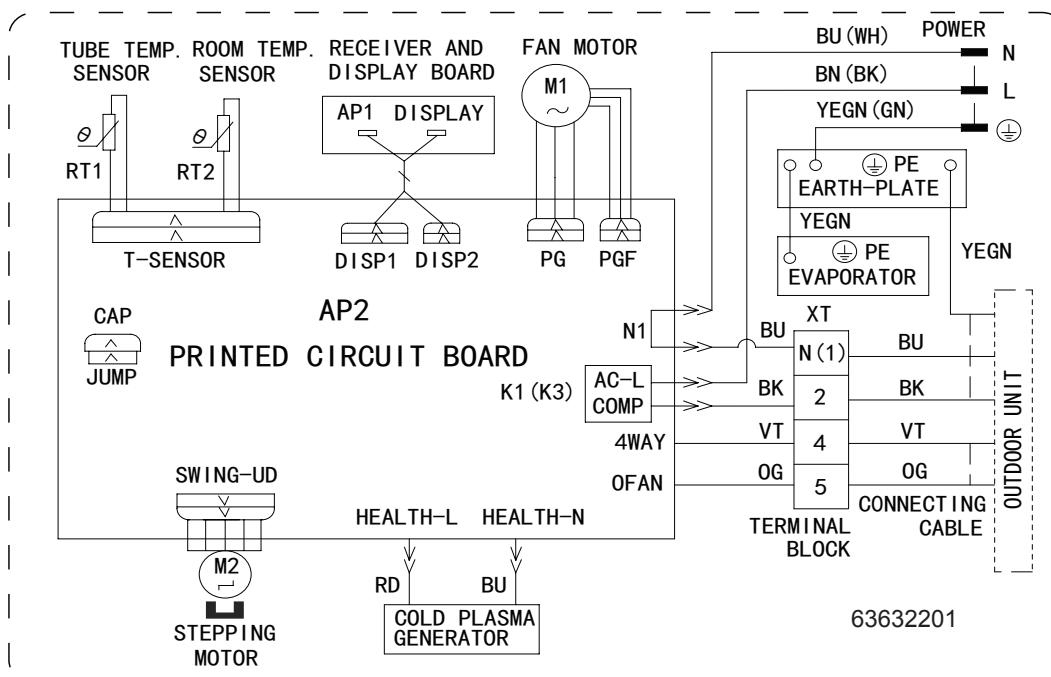 TUBE TEMP.
SENSOR
ROOM TEMP.
SENSOR
RECEIVER AND
DISPLAY BOARD
FAN MOTOR
BU(WH)
POWER
N
BN(BK)
L
YEGN(GN)
AP1 DISPLAY
M1
θ
RT1
θ
RT2
PE
EARTH-PLATE
YEGN
YEGN
PE
EVAPORATOR
T-SENSOR
DISP1
DISP2
PG
PGF
CAP
JUMP
AP2
PRINTED CIRCUIT BOARD
N1
BU
XT
N(1)
BU
K1(K3)
AC-L
COMP
BK
2
BK
4WAY
VT
4
VT
OFAN
OG
5
OG
TERMINAL
BLOCK
CONNECTING
CABLE
OUTDOOR UNIT
SWING-UD
M2
STEPPING
MOTOR
HEALTH-L
HEALTH-N
RD
BU
COLD PLASMA
GENERATOR
63632201